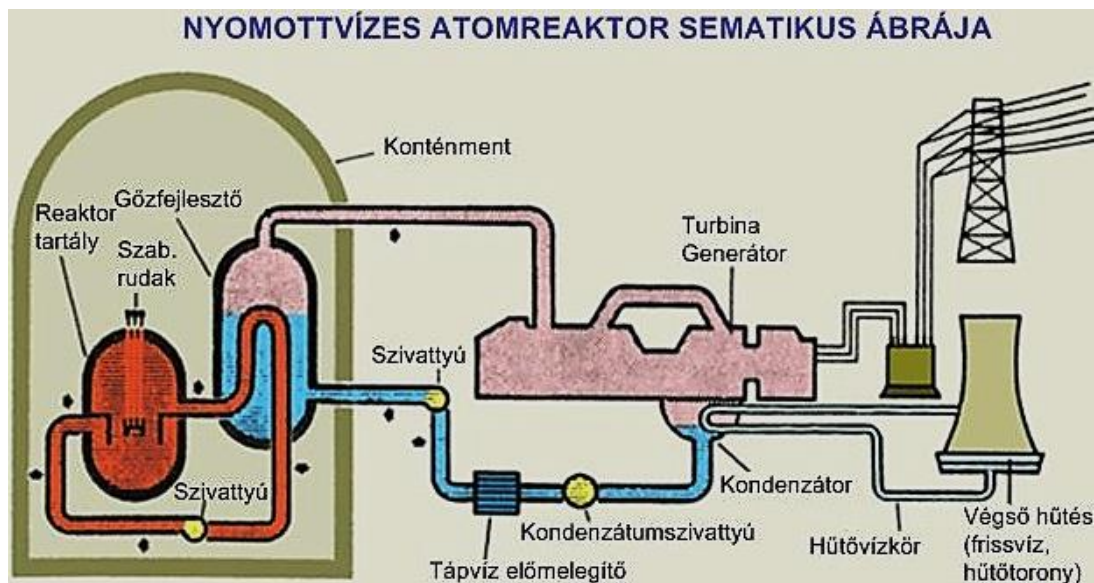 NYOMOTTVÍZES ATOMREAKTOR SEMATIKUS ÁBRÁJA
Konténment
Gőzfejlesztő
Reaktor
tartály
Szab.
rudak
Turbina
Generátor
Szivattyú
Szivattyú
Kondenzátor
Kondenzátumszivattyú
Tápvíz előmelegítő
Hűtővízkör
Végső hűtés
(frissvíz,
hűtőtorony)